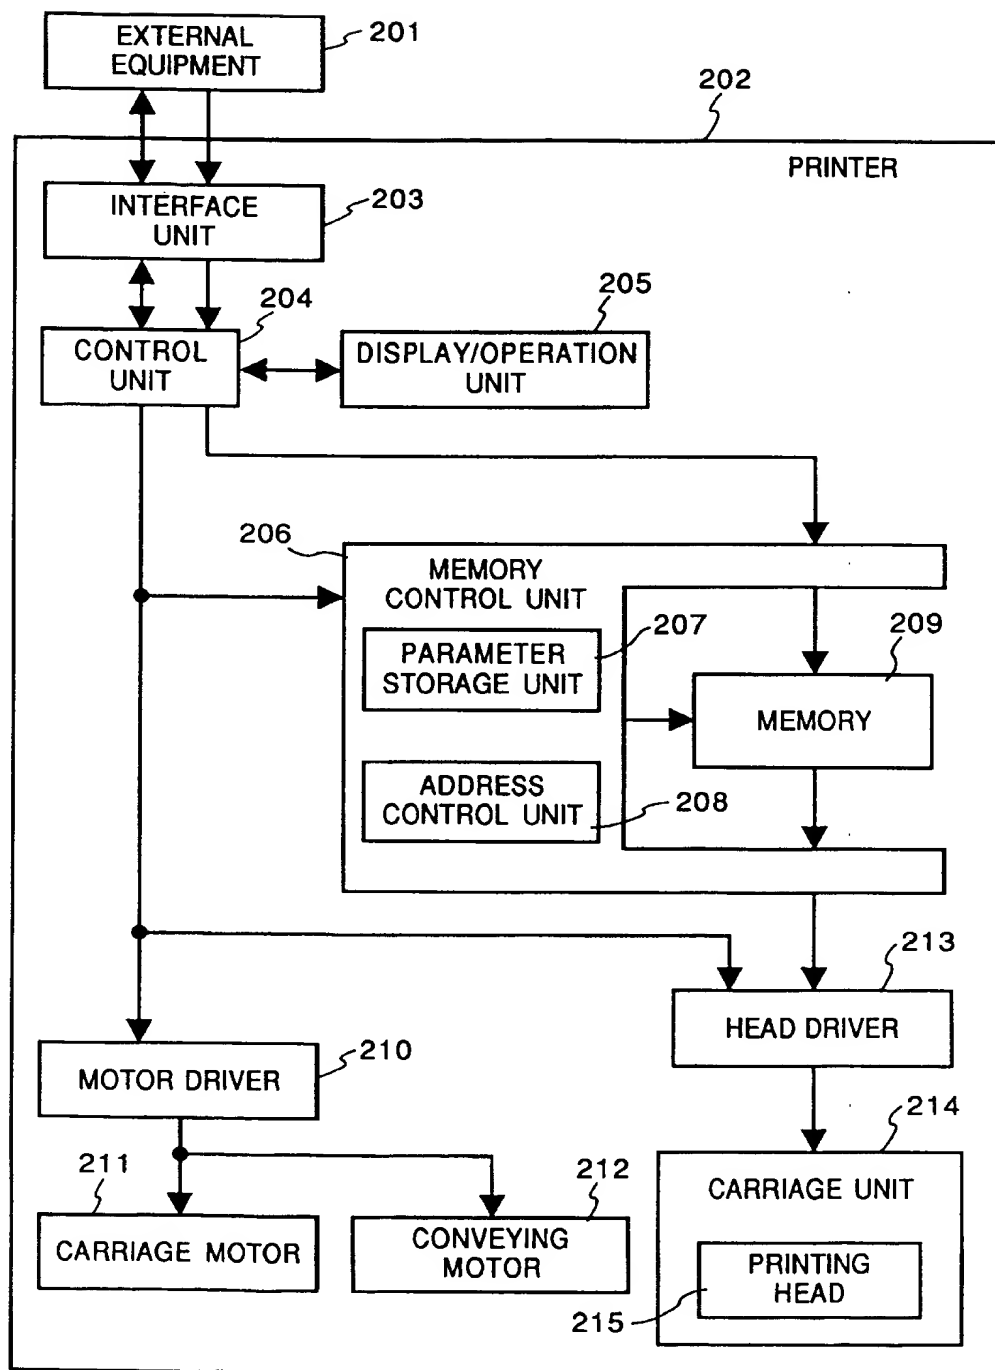 EXTERNAL
EQUIPMENT
201
202
PRINTER
INTERFACE
UNIT
203
204
205
CONTROL
UNIT
DISPLAY/OPERATION
UNIT
206
MEMORY
CONTROL UNIT
207
209
PARAMETER
STORAGE UNIT
MEMORY
ADDRESS
CONTROL UNIT
208
213
HEAD DRIVER
210
MOTOR DRIVER
214
211
212
CARRIAGE UNIT
CARRIAGE MOTOR
CONVEYING
MOTOR
PRINTING
HEAD
215